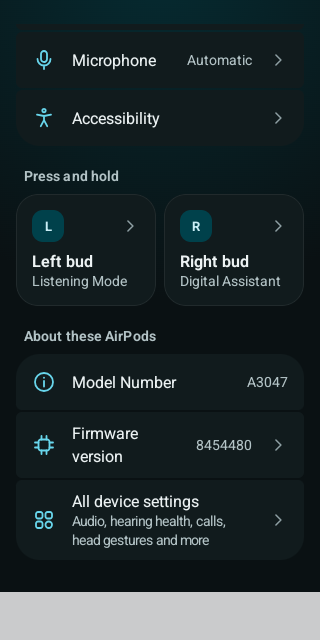 Microphone Automatic
Accessibility
Press and hold
L
R
Left bud
Listening Mode
Right bud
Digital Assistant
About these AirPods
Model Number A3047
Firmware
version 8454480
All device settings
Audio, hearing health, calls,
head gestures and more